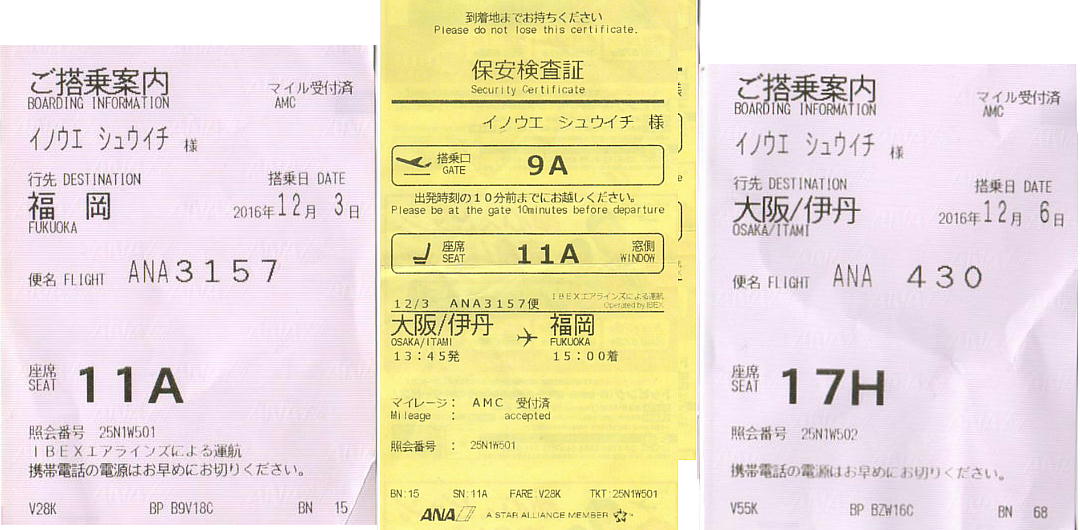 ご搭乗案内
BOARDING INFORMATION
マイル受付済
AMC
イノウエ シュウイチ 様
行先 DESTINATION
搭乗日 DATE
福 岡
FUKUOKA
2016年12月 3日
便名 FLIGHT ANA3157
座席
SEAT
11A
照会番号 25N1W501
IBEXエアラインズによる運航
携帯電話の電源はお早めにお切りください。
V28K BP B9V18C BN 15
到着地までお持ちください
Please do not lose this certificate.
保安検査証
Security Certificate
イノウエ シュウイチ 様
搭乗口
GATE
9A
出発時刻の10分前までにお越しください。
Please be at the gate 10minutes before departure
座席
SEAT
11A
窓側
WINDOW
12/3 ANA3157便
IBEXエアラインズによる運航
Operated by IBEX
大阪/伊丹
OSAKA/ITAMI
13:45発
福岡
FUKUOKA
15:00着
マイレージ: AMC 受付済
Mileage : accepted
照会番号 : 25N1W501
BN:15 SN:11A FARE:V28K TKT:25N1W501
ANA A STAR ALLIANCE MEMBER
ご搭乗案内
BOARDING INFORMATION
マイル受付済
AMC
イノウエ シュウイチ 様
行先 DESTINATION
搭乗日 DATE
大阪/伊丹
OSAKA/ITAMI
2016年12月 6日
便名 FLIGHT ANA 430
座席
SEAT
17H
照会番号 25N1W502
携帯電話の電源はお早めにお切りください。
V55K BP BZW16C BN 68